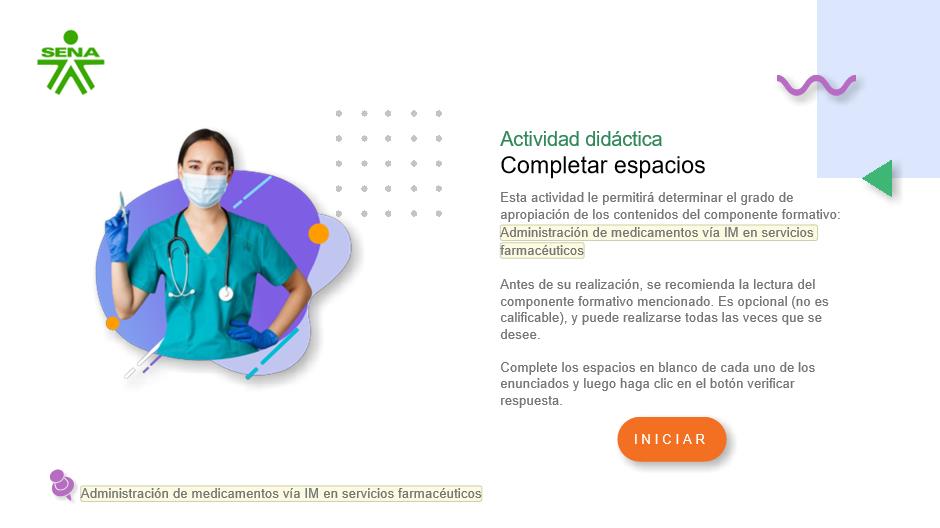 SENA
Actividad didáctica
Completar espacios
Esta actividad le permitirá determinar el grado de
apropiación de los contenidos del componente formativo:
Administración de medicamentos vía IM en servicios
farmacéuticos
Antes de su realización, se recomienda la lectura del
componente formativo mencionado. Es opcional (no es
calificable), y puede realizarse todas las veces que se
desee.
Complete los espacios en blanco de cada uno de los
enunciados y luego haga clic en el botón verificar
respuesta.
INICIAR
Administración de medicamentos vía IM en servicios farmacéuticos